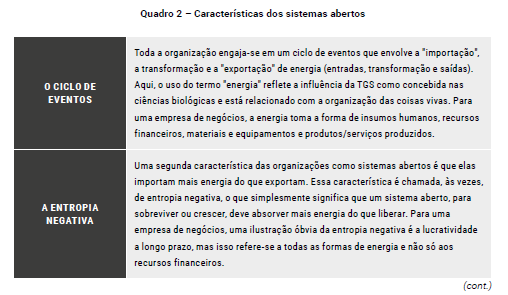 Quadro 2 – Características dos sistemas abertos
O CICLO DE
EVENTOS
Toda a organização engaja-se em um ciclo de eventos que envolve a "importação",
a transformação e a "exportação" de energia (entradas, transformação e saídas).
Aqui, o uso do termo "energia" reflete a influência da TGS como concebida nas
ciências biológicas e está relacionado com a organização das coisas vivas. Para
uma empresa de negócios, a energia toma a forma de insumos humanos, recursos
financeiros, materiais e equipamentos e produtos/serviços produzidos.
A ENTROPIA
NEGATIVA
Uma segunda característica das organizações como sistemas abertos é que elas
importam mais energia do que exportam. Essa característica é chamada, às vezes,
de entropia negativa, o que simplesmente significa que um sistema aberto, para
sobreviver ou crescer, deve absorver mais energia do que liberar. Para uma
empresa de negócios, uma ilustração óbvia da entropia negativa é a lucratividade
a longo prazo, mas isso refere-se a todas as formas de energia e não só aos
recursos financeiros.
(cont.)